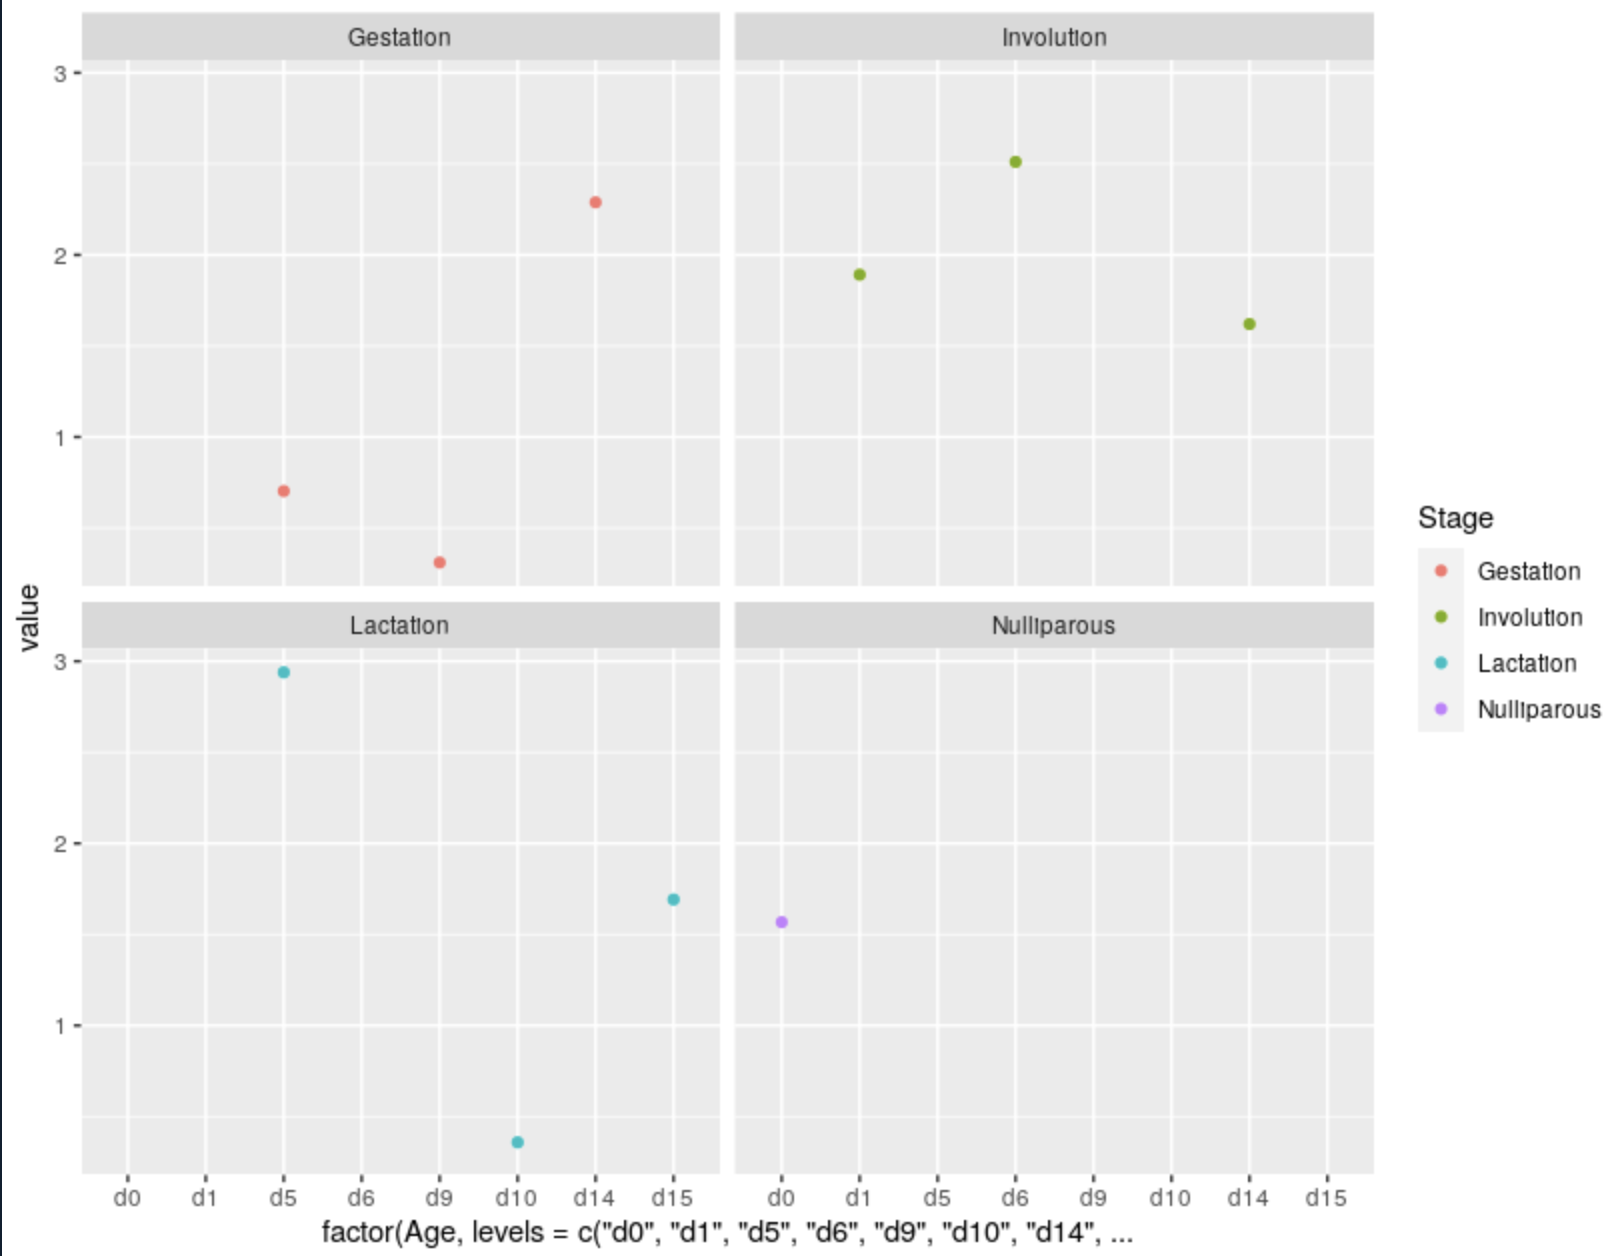 Gestation
Involution
3
2
1
value
Lactation
Nulliparous
3
2
1
d0 d1 d5 d6 d9 d10 d14 d15
d0 d1 d5 d6 d9 d10 d14 d15
factor(Age, levels = c("d0", "d1", "d5", "d6", "d9", "d10", "d14", ...
Stage
Gestation
Involution
Lactation
Nulliparous